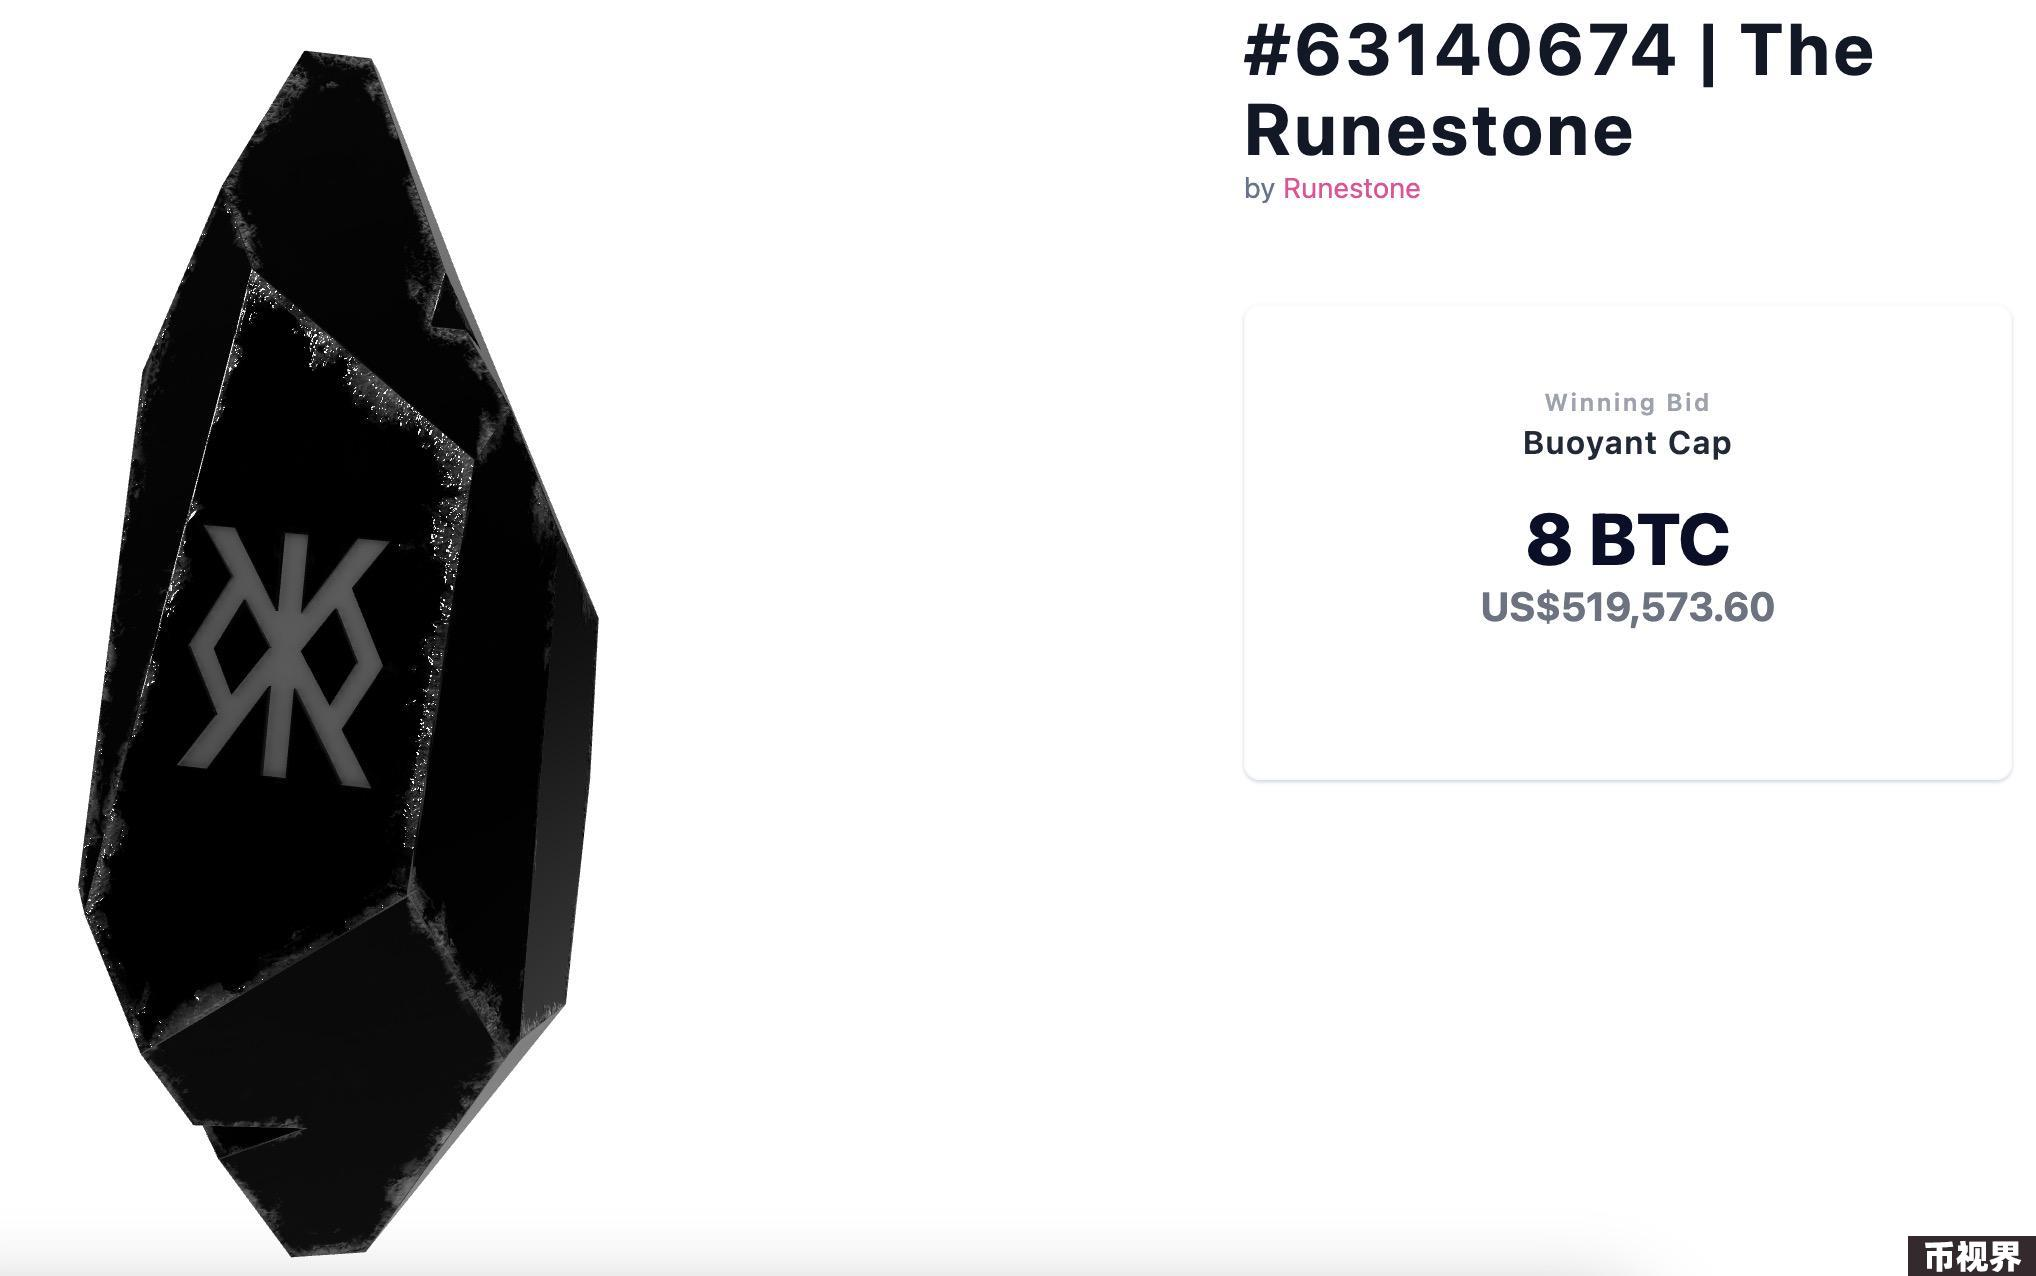 #63140674 | The
Runestone
by Runestone
Winning Bid
Buoyant Cap
8 BTC
US$519,573.60
币视界